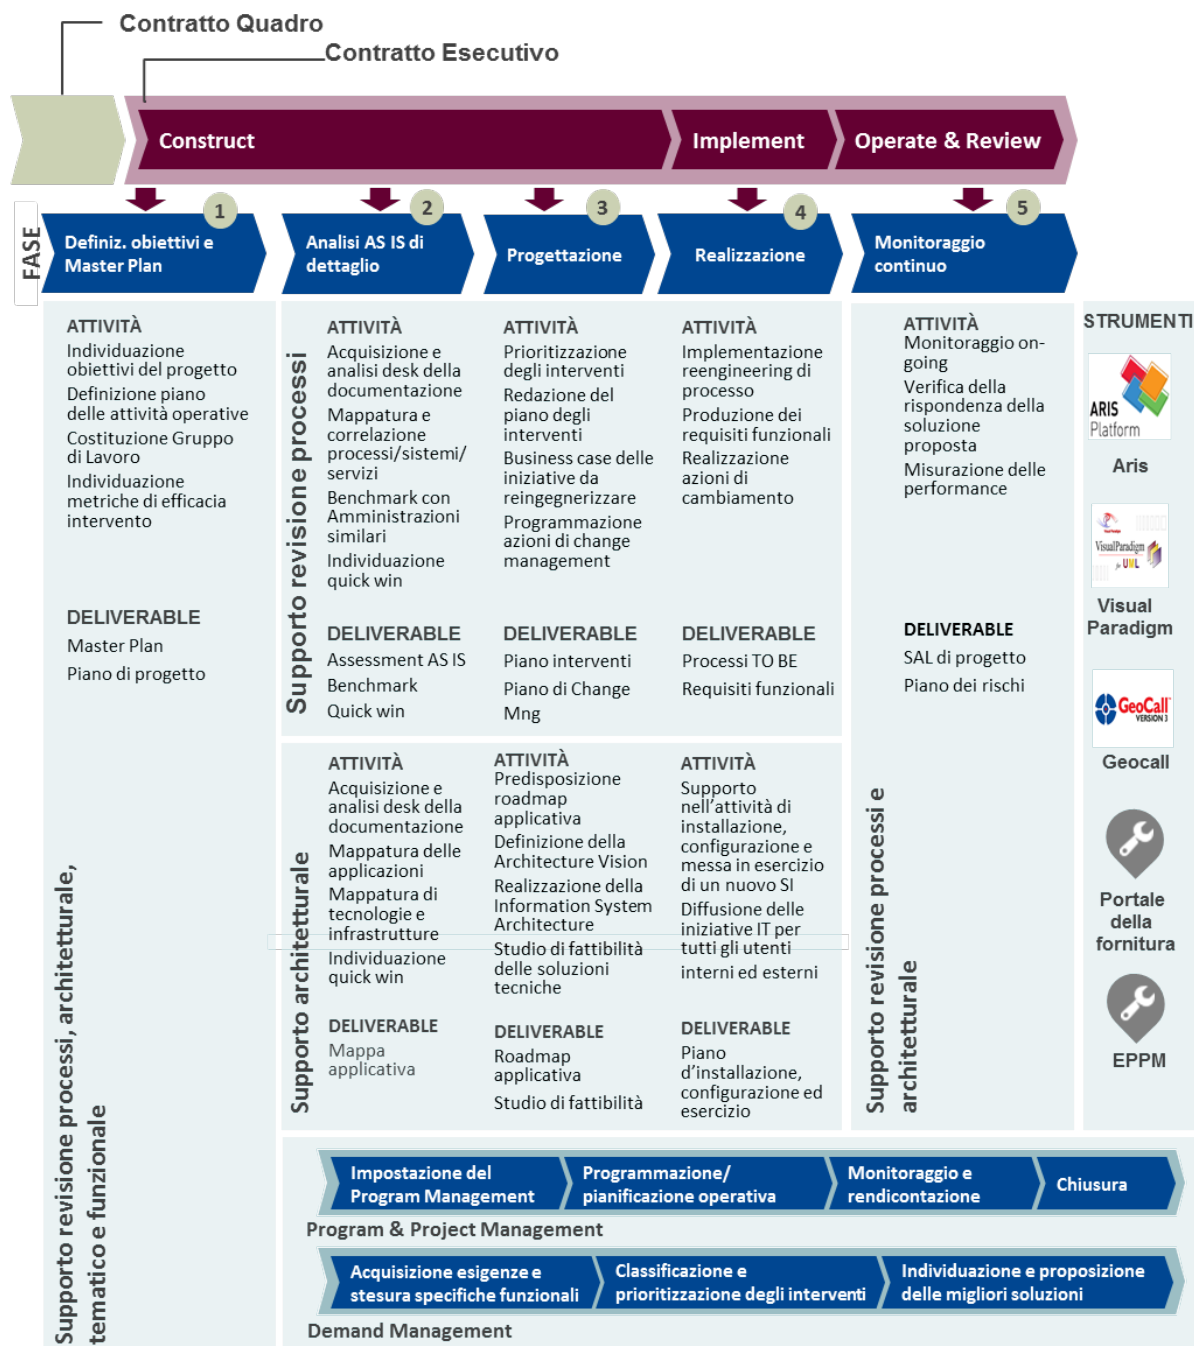 Contratto Quadro
Contratto Esecutivo
Construct
Implement
Operate & Review
FASE
1
Definiz. obiettivi e
Master Plan
2
Analisi AS IS di
dettaglio
3
Progettazione
4
Realizzazione
5
Monitoraggio
continuo
Supporto revisione processi, architetturale,
tematico e funzionale
ATTIVITÀ
Individuazione
obiettivi del progetto
Definizione piano
delle attività operative
Costituzione Gruppo
di Lavoro
Individuazione
metriche di efficacia
intervento
DELIVERABLE
Master Plan
Piano di progetto
Supporto revisione processi
ATTIVITÀ
Acquisizione e
analisi desk della
documentazione
Mappatura e
correlazione
processi/sistemi/
servizi
Benchmark con
Amministrazioni
similari
Individuazione
quick win
DELIVERABLE
Assessment AS IS
Benchmark
Quick win
ATTIVITÀ
Prioritizzazione
degli interventi
Redazione del
piano degli
interventi
Business case delle
iniziative da
reingegnerizzare
Programmazione
azioni di change
management
DELIVERABLE
Piano interventi
Piano di Change
Mng
ATTIVITÀ
Implementazione
reengineering di
processo
Produzione dei
requisiti funzionali
Realizzazione
azioni di
cambiamento
DELIVERABLE
Processi TO BE
Requisiti funzionali
Supporto architetturale
ATTIVITÀ
Acquisizione e
analisi desk della
documentazione
Mappatura delle
applicazioni
Mappatura di
tecnologie e
infrastrutture
Individuazione
quick win
DELIVERABLE
Mappa
applicativa
ATTIVITÀ
Predisposizione
roadmap
applicativa
Definizione della
Architecture Vision
Realizzazione della
Information System
Architecture
Studio di fattibilità
delle soluzioni
tecniche
DELIVERABLE
Roadmap
applicativa
Studio di fattibilità
ATTIVITÀ
Supporto
nell'attività di
installazione,
configurazione e
messa in esercizio
di un nuovo SI
Diffusione delle
iniziative IT per
tutti gli utenti
interni ed esterni
DELIVERABLE
Piano
d'installazione,
configurazione ed
esercizio
Supporto revisione processi e
architetturale
ATTIVITÀ
Monitoraggio on-
going
Verifica della
rispondenza della
soluzione
proposta
Misurazione delle
performance
DELIVERABLE
SAL di progetto
Piano dei rischi
STRUMENTI
ARIS
Platform
Aris
VisualParadigm
for UML
Visual
Paradigm
GeoCall
VERSION 3
Geocall
Portale
della
fornitura
EPPM
Impostazione del
Program Management
Programmazione/
pianificazione operativa
Monitoraggio e
rendicontazione
Chiusura
Program & Project Management
Acquisizione esigenze e
stesura specifiche funzionali
Classificazione e
prioritizzazione degli interventi
Individuazione e proposizione
delle migliori soluzioni
Demand Management